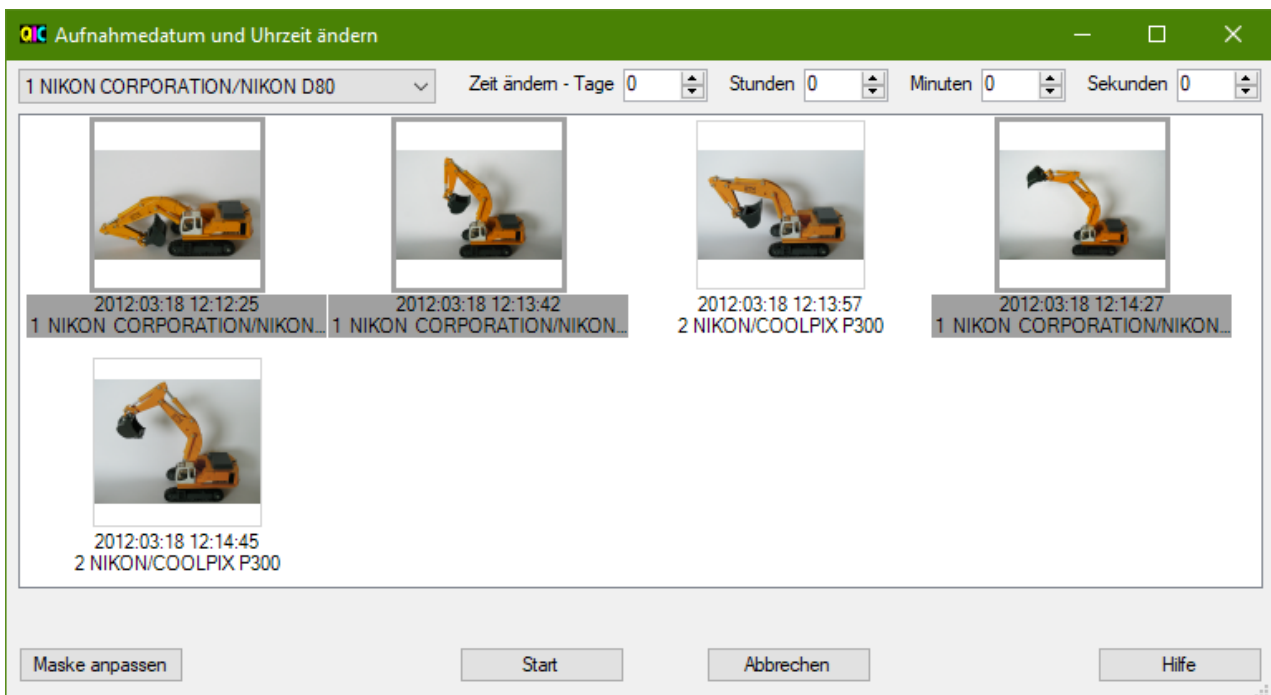 Aufnahmedatum und Uhrzeit ändern
1 NIKON CORPORATION/NIKON D80 Zeit ändern - Tage 0 Stunden 0 Minuten 0 Sekunden 0
2012:03:18 12:12:25 2012:03:18 12:13:42 2012:03:18 12:13:57 2012:03:18 12:14:27
1 NIKON CORPORATION/NIKON... 1 NIKON CORPORATION/NIKON... 2 NIKON/COOLPIX P300 1 NIKON CORPORATION/NIKON...
2012:03:18 12:14:45
2 NIKON/COOLPIX P300
Maske anpassen Start Abbrechen Hilfe